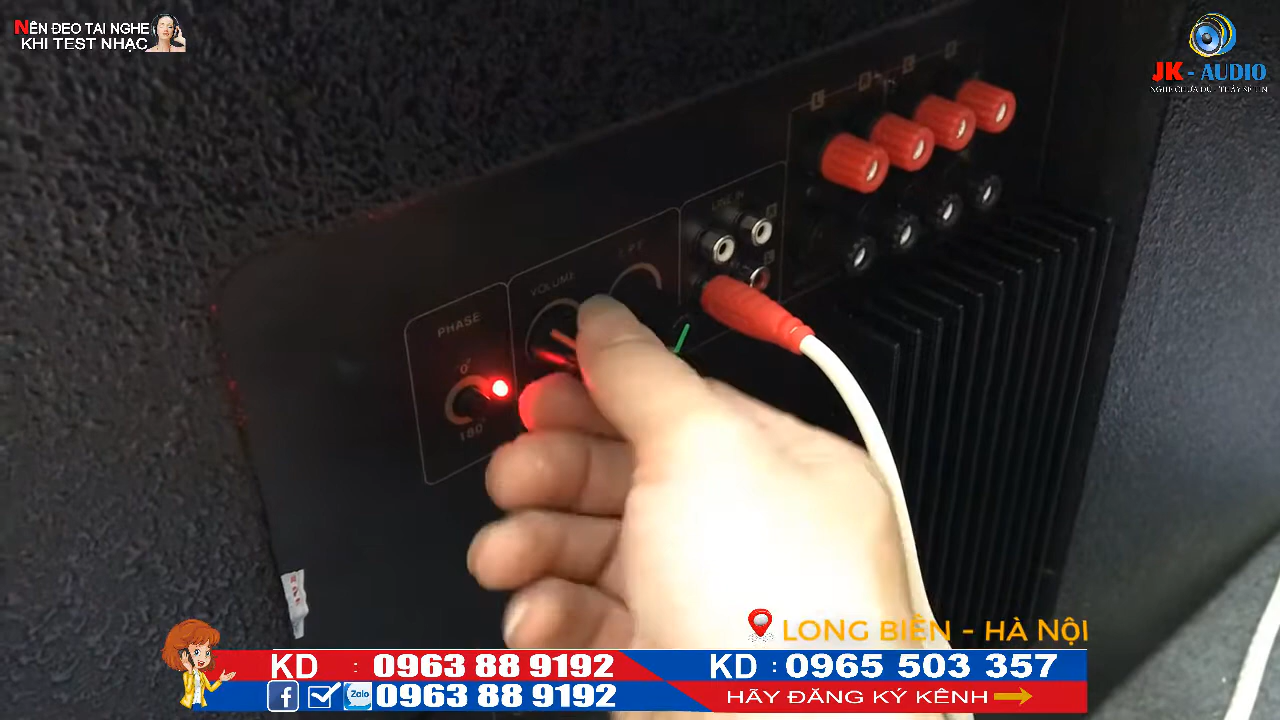 NÊN ĐEO TAI NGHE
KHI TEST NHẠC
JK - AUDIO
PHASE
0°
180°
VOLUME
LINE IN
L
LONG BIÊN - HÀ NỘI
KD : 0963 88 9192
KD : 0965 503 357
Zalo
0963 88 9192
HÃY ĐĂNG KÝ KÊNH